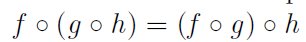 f ∘ (g ∘ h) = (f ∘ g) ∘ h